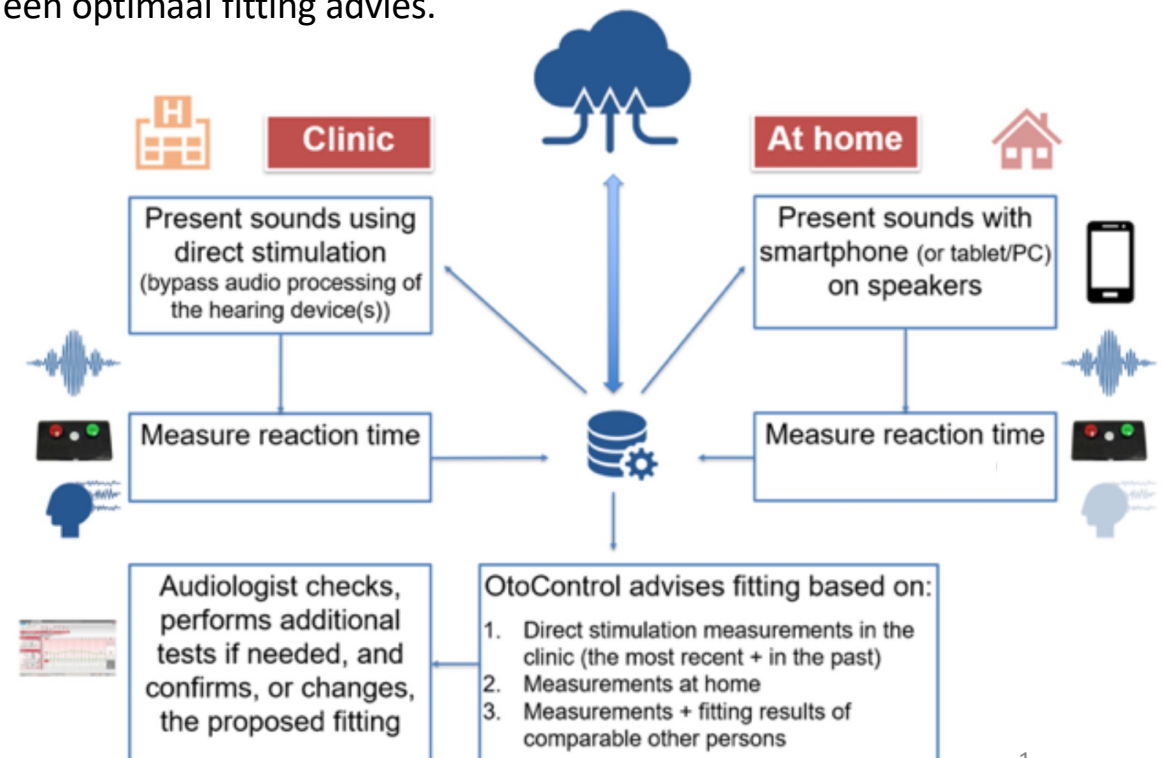 een optimaal fitting advies.
H
Clinic
At home
Present sounds using
direct stimulation
(bypass audio processing of
the hearing device(s))
Present sounds with
smartphone (or tablet/PC)
on speakers
Measure reaction time
Measure reaction time
Audiologist checks,
performs additional
tests if needed, and
confirms, or changes,
the proposed fitting
OtoControl advises fitting based on:
1. Direct stimulation measurements in the
clinic (the most recent + in the past)
2. Measurements at home
3. Measurements + fitting results of
comparable other persons
1